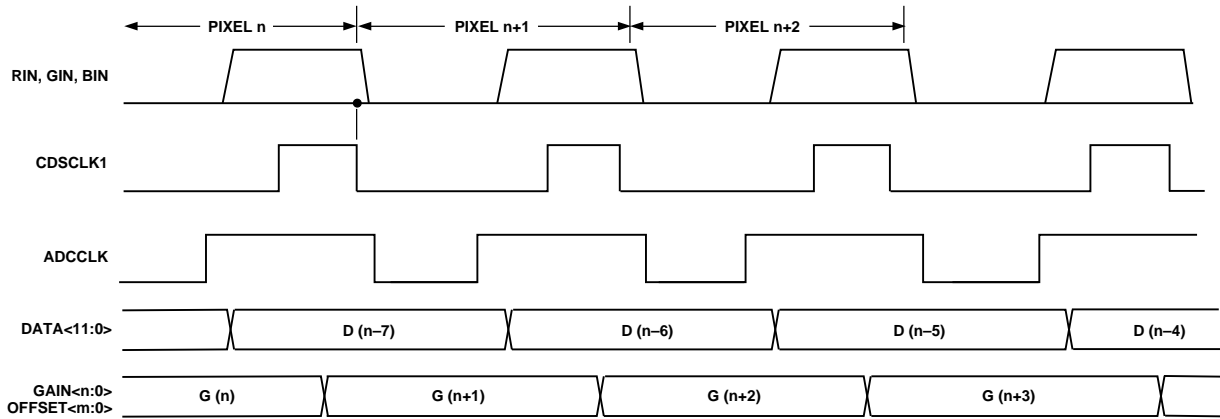 PIXEL n PIXEL n+1 PIXEL n+2
RIN, GIN, BIN
CDSCLK1
ADCCLK
DATA<11:0> D (n–7) D (n–6) D (n–5) D (n–4)
GAIN<n:0> G (n) G (n+1) G (n+2) G (n+3)
OFFSET<m:0>